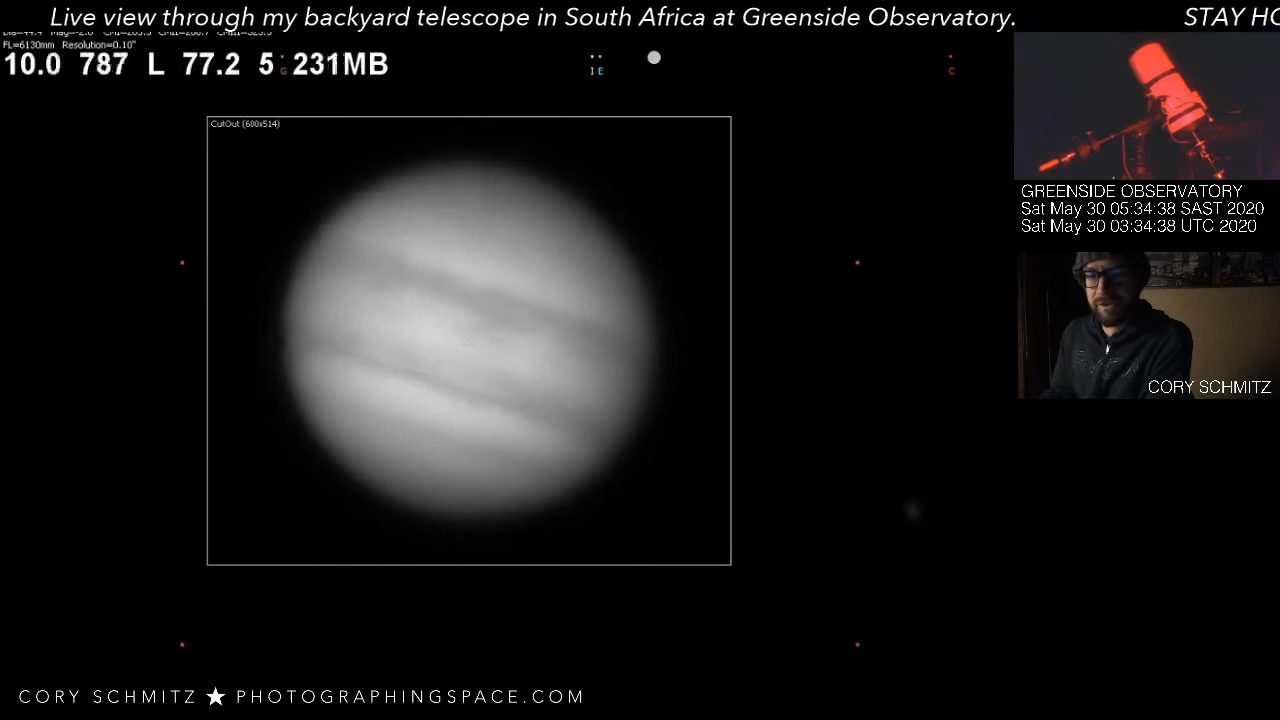 Live view through my backyard telescope in South Africa at Greenside Observatory. STAY HO
FL=6130mm Resolution=0.10"
10.0 787 L 77.2 5 G 231MB
I E
C
CutOut (600x514)
GREENSIDE OBSERVATORY
Sat May 30 05:34:38 SAST 2020
Sat May 30 03:34:38 UTC 2020
CORY SCHMITZ
CORY SCHMITZ ★ PHOTOGRAPHINGSPACE.COM